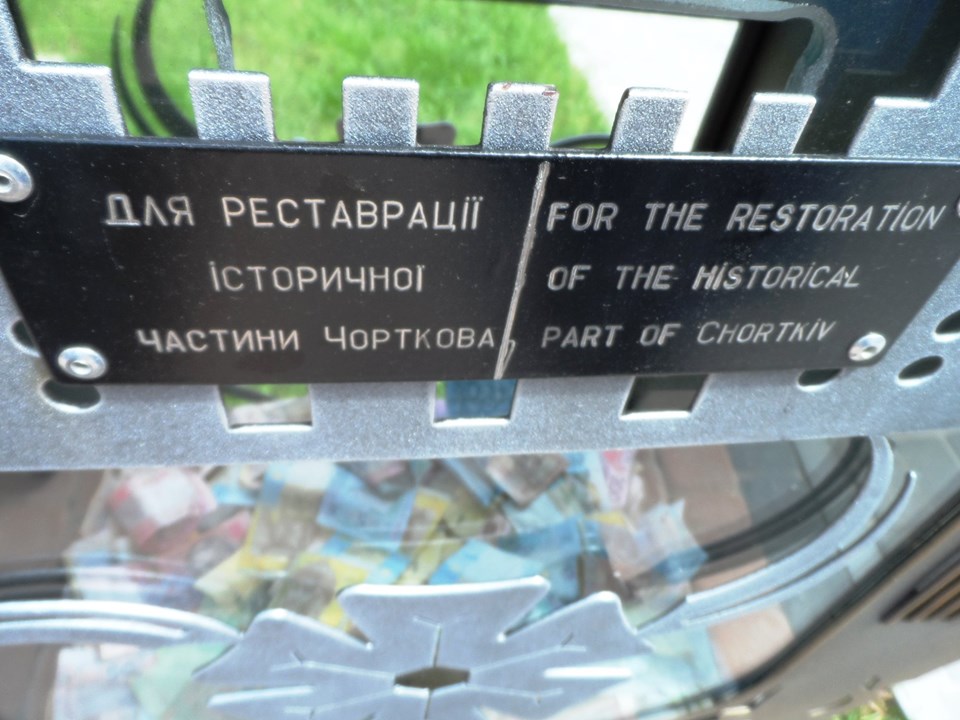 ДЛЯ РЕСТАВРАЦІЇ
ІСТОРИЧНОЇ
ЧАСТИНИ ЧОРТКОВА
FOR THE RESTORATION
OF THE HISTORICAL
PART OF CHORTKIV